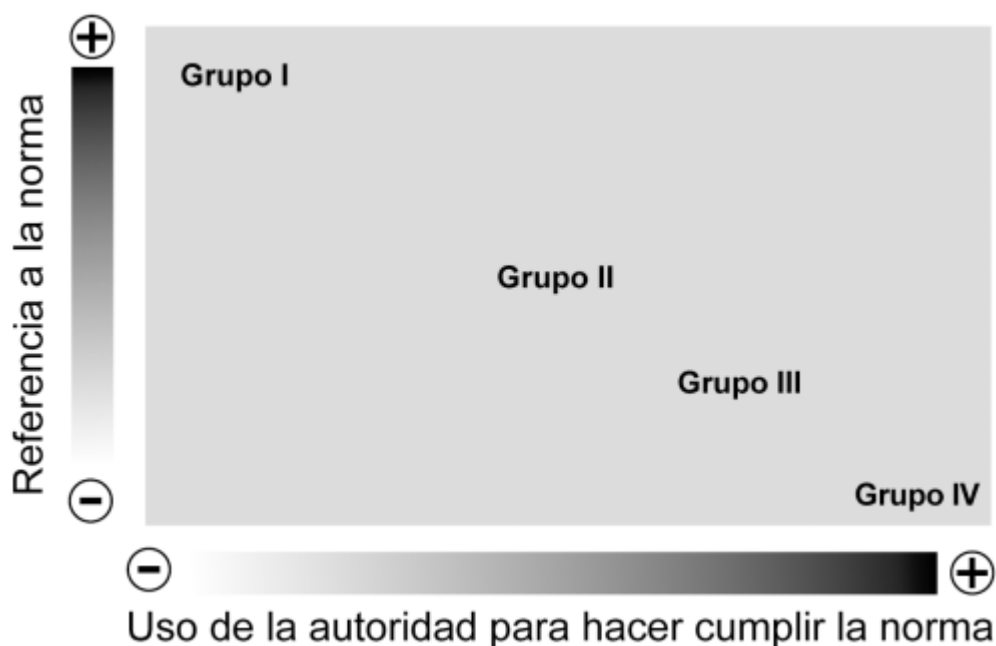 +
Grupo I
Referencia a la norma
Grupo II
Grupo III
Grupo IV
-
-
+
Uso de la autoridad para hacer cumplir la norma